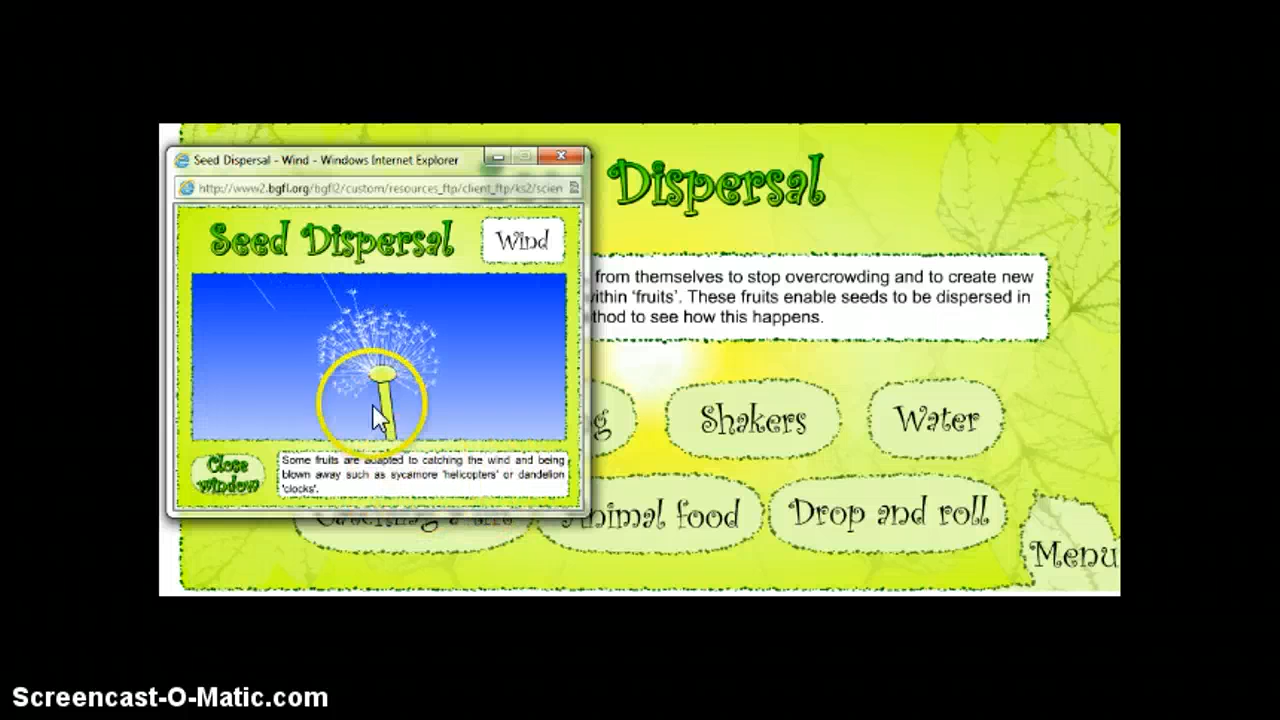 Seed Dispersal - Wind - Windows Internet Explorer
http://www2.bgfl.org/bgfl2/custom/resources_ftp/client_ftp/ks2/scien
Seed Dispersal
Wind
Some fruits are adapted to catching the wind and being
blown away such as sycamore 'helicopters' or dandelion
'clocks'.
Close
window
Dispersal
from themselves to stop overcrowding and to create new
within 'fruits'. These fruits enable seeds to be dispersed in
thod to see how this happens.
g
Shakers
Water
Animal food
Drop and roll
Menu
Screencast-O-Matic.com